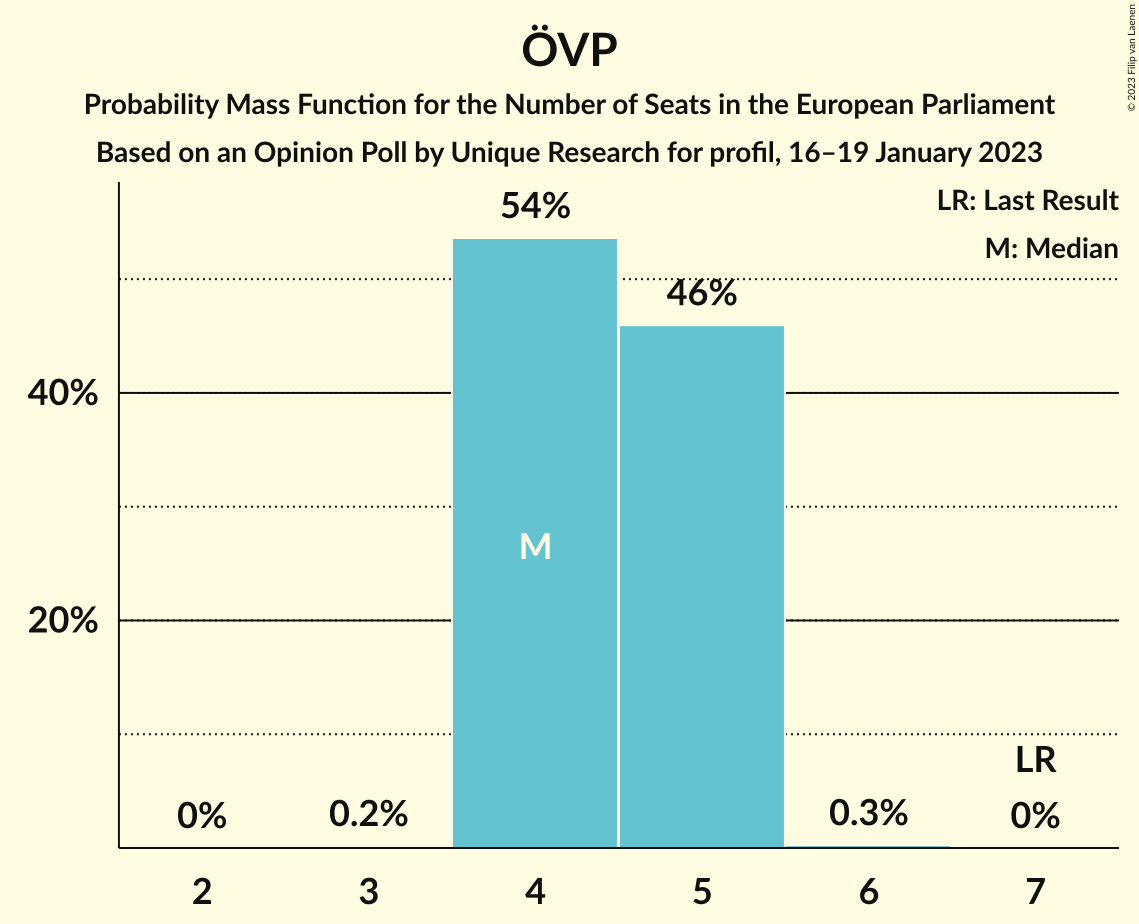 ÖVP
Probability Mass Function for the Number of Seats in the European Parliament
Based on an Opinion Poll by Unique Research for profil, 16–19 January 2023
© 2023 Filip van Laenen
LR: Last Result
M: Median
54%
46%
40%
M
20%
LR
0%
0.2%
0.3%
0%
2
3
4
5
6
7